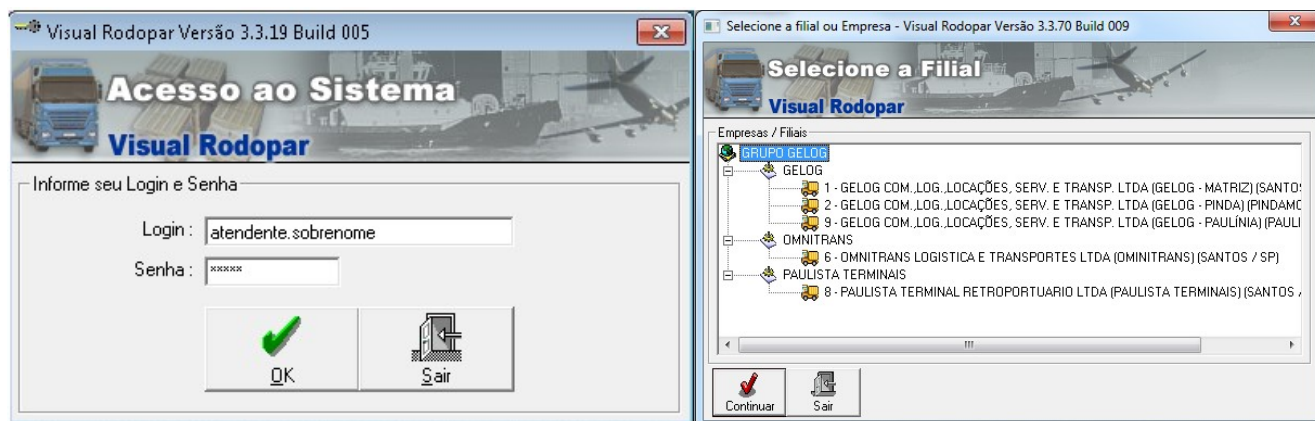 Visual Rodopar Versão 3.3.19 Build 005
Acesso ao Sistema
Visual Rodopar
Informe seu Login e Senha
Login : atendente.sobrenome
Senha : xxxxx
OK
Sair
Selecione a filial ou Empresa - Visual Rodopar Versão 3.3.70 Build 009
Selecione a Filial
Visual Rodopar
Empresas / Filiais
GRUPO GELOG
GELOG
1 - GELOG COM.,LOG.,LOCAÇÕES, SERV. E TRANSP. LTDA (GELOG - MATRIZ) (SANTO
2 - GELOG COM.,LOG.,LOCAÇÕES, SERV. E TRANSP. LTDA (GELOG - PINDA) (PINDAMO
9 - GELOG COM.,LOG.,LOCAÇÕES, SERV. E TRANSP. LTDA (GELOG - PAULÍNIA) (PAULI
OMNITRANS
6 - OMNITRANS LOGISTICA E TRANSPORTES LTDA (OMINITRANS) (SANTOS / SP)
PAULISTA TERMINAIS
8 - PAULISTA TERMINAL RETROPORTUARIO LTDA (PAULISTA TERMINAIS) (SANTOS /
Continuar
Sair